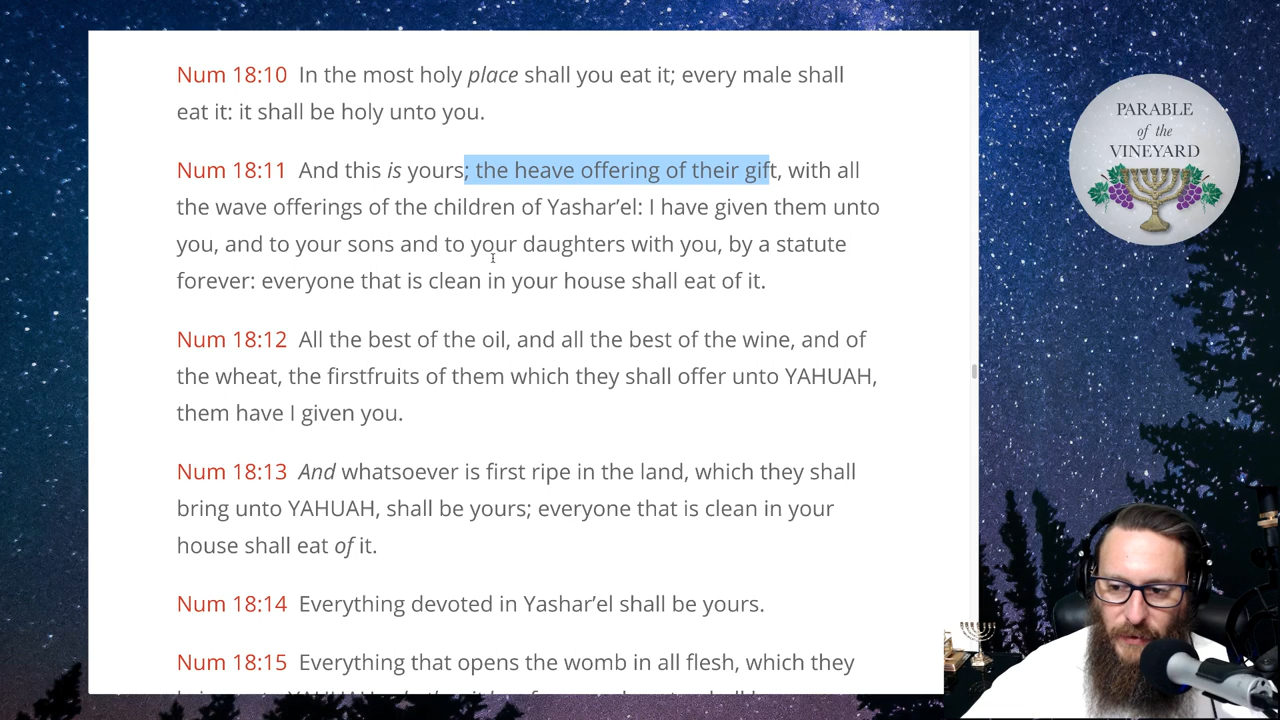 Num 18:10 In the most holy place shall you eat it; every male shall
eat it: it shall be holy unto you.
Num 18:11 And this is yours; the heave offering of their gift, with all
the wave offerings of the children of Yashar’el: I have given them unto
you, and to your sons and to your daughters with you, by a statute
forever: everyone that is clean in your house shall eat of it.
Num 18:12 All the best of the oil, and all the best of the wine, and of
the wheat, the firstfruits of them which they shall offer unto YAHUAH,
them have I given you.
Num 18:13 And whatsoever is first ripe in the land, which they shall
bring unto YAHUAH, shall be yours; everyone that is clean in your
house shall eat of it.
Num 18:14 Everything devoted in Yashar’el shall be yours.
Num 18:15 Everything that opens the womb in all flesh, which they
PARABLE
of the
VINEYARD